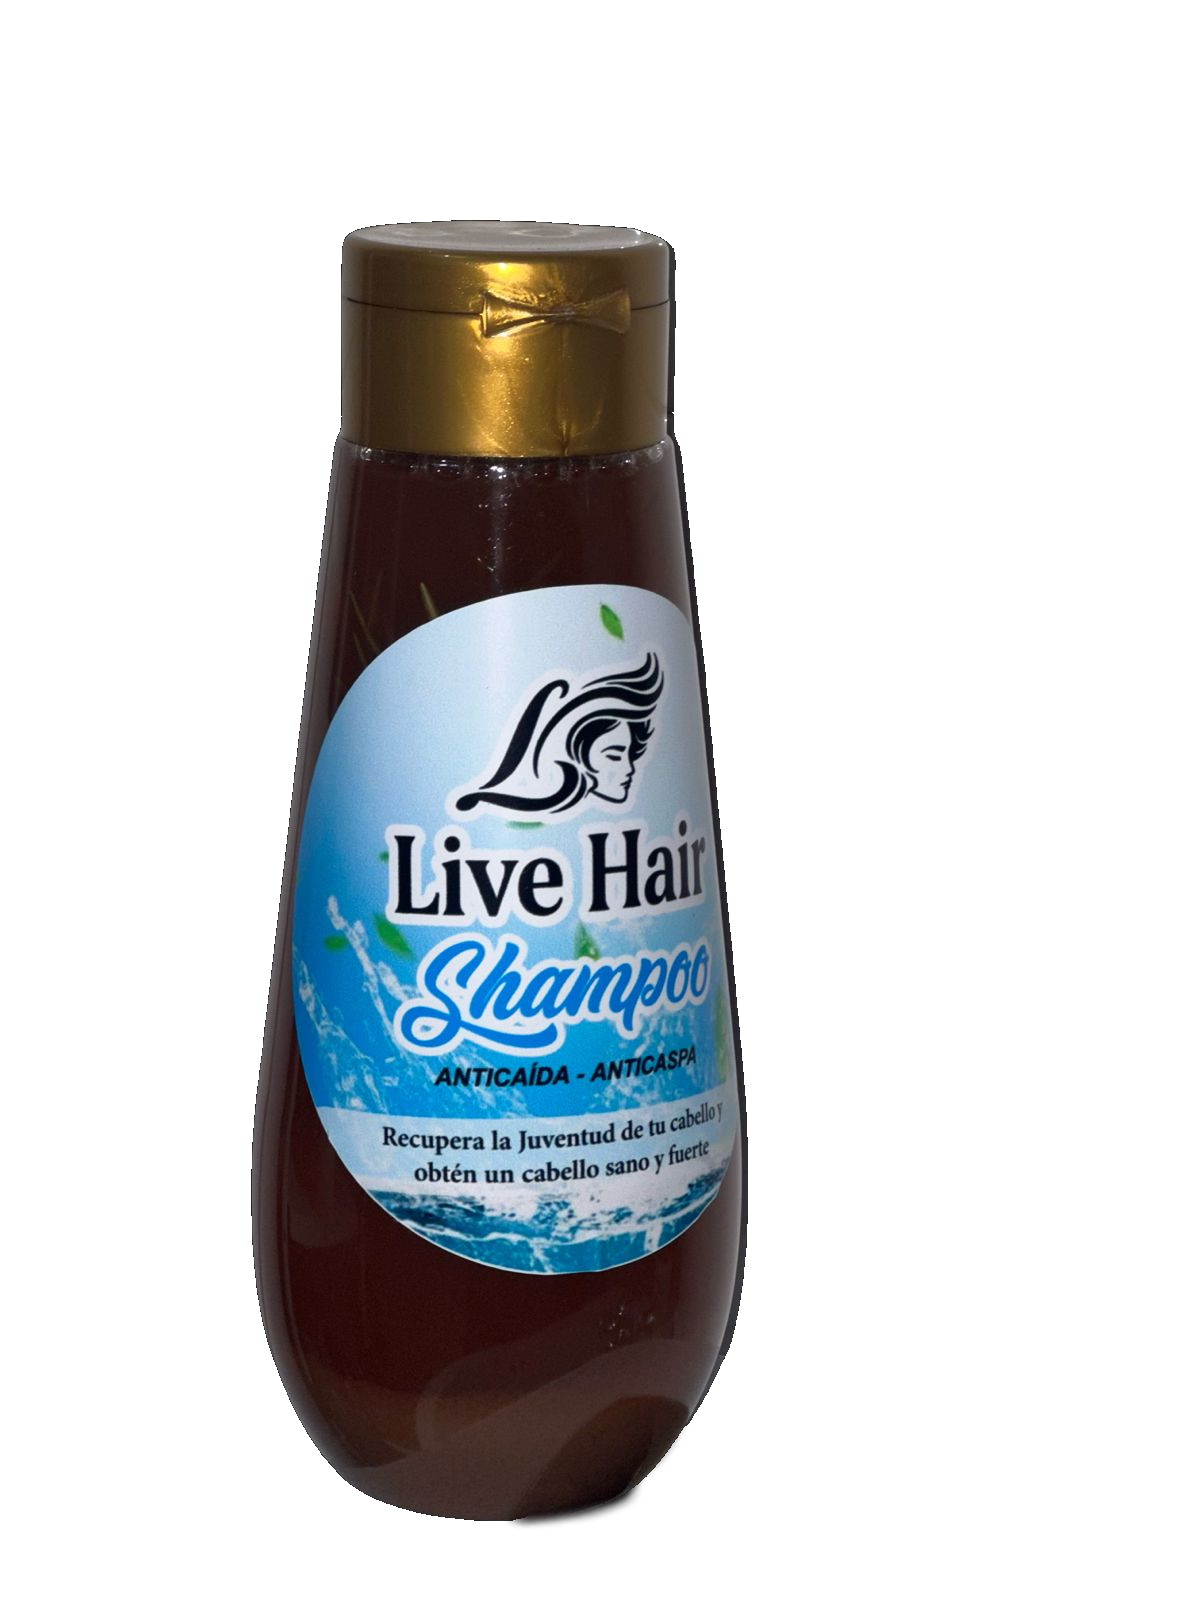 Live Hair
Shampoo
ANTICAÍDA - ANTICASPA
Recupera la Juventud de tu cabello y
obtén un cabello sano y fuerte